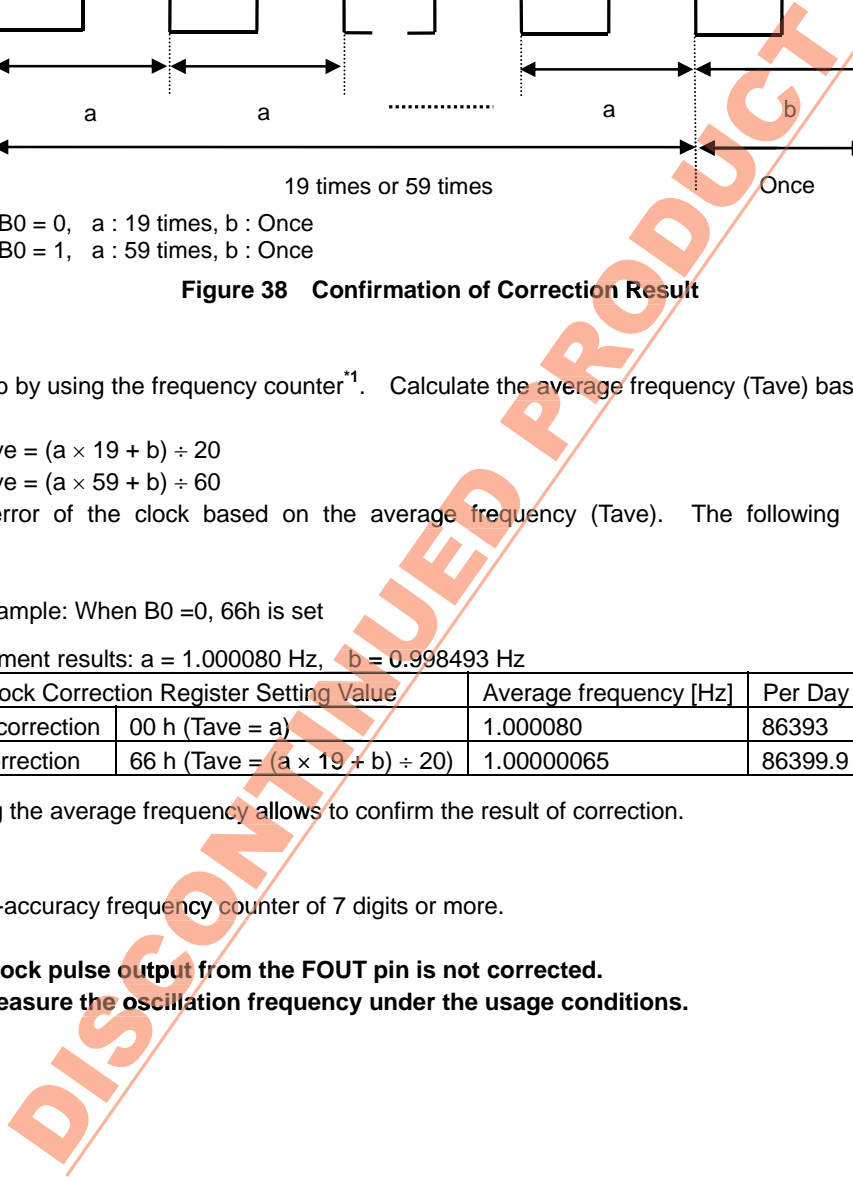 a a a b
19 times or 59 times Once
B0 = 0, a : 19 times, b : Once
B0 = 1, a : 59 times, b : Once
Figure 38 Confirmation of Correction Result
o by using the frequency counter*1. Calculate the average frequency (Tave) bas
ve = (a × 19 + b) ÷ 20
ve = (a × 59 + b) ÷ 60
error of the clock based on the average frequency (Tave). The following
ample: When B0 =0, 66h is set
ment results: a = 1.000080 Hz, b = 0.998493 Hz
ock Correction Register Setting Value Average frequency [Hz] Per Day
correction 00 h (Tave = a) 1.000080 86393
rrection 66 h (Tave = (a × 19 + b) ÷ 20) 1.00000065 86399.9
g the average frequency allows to confirm the result of correction.
-accuracy frequency counter of 7 digits or more.
ock pulse output from the FOUT pin is not corrected.
easure the oscillation frequency under the usage conditions.
DISCONTINUED PRODUCT